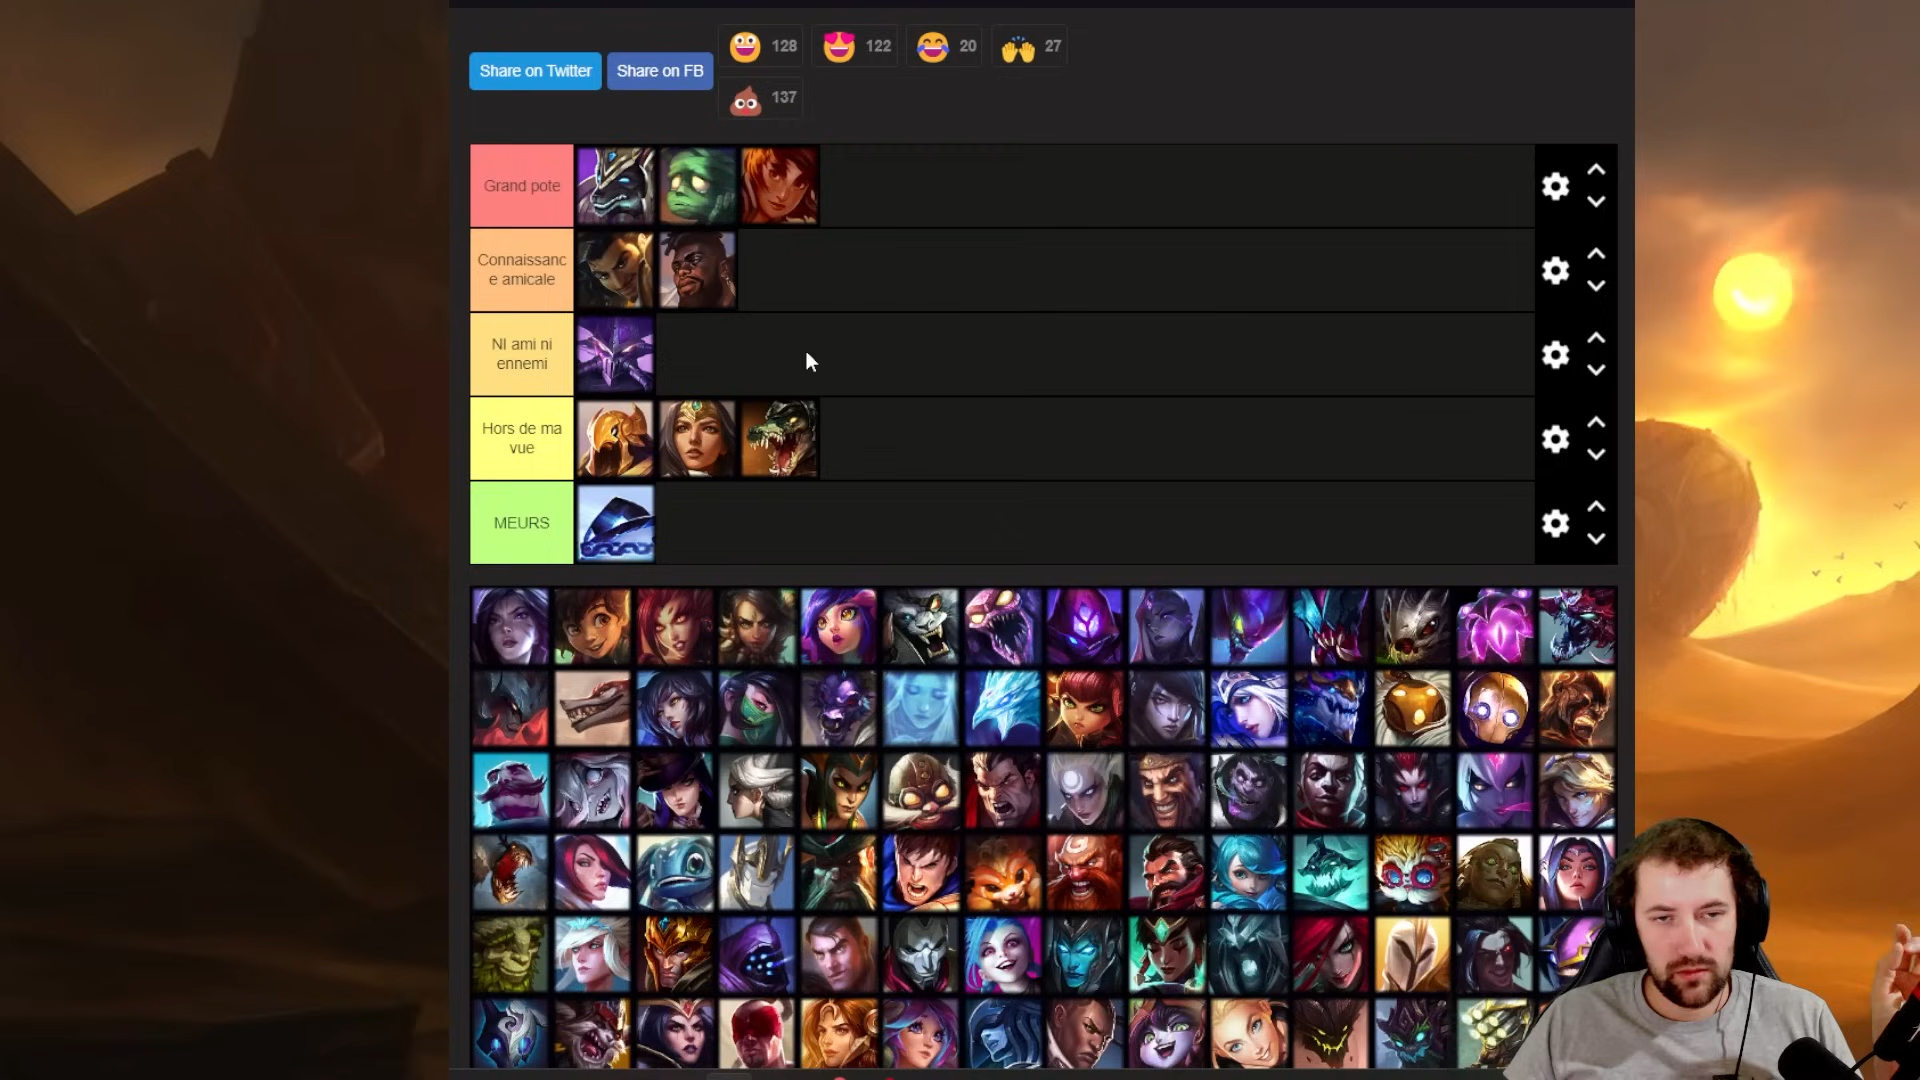 Share on Twitter
Share on FB
128
122
20
27
137
Grand pote
Connaissanc
e amicale
NI ami ni
ennemi
Hors de ma
vue
MEURS